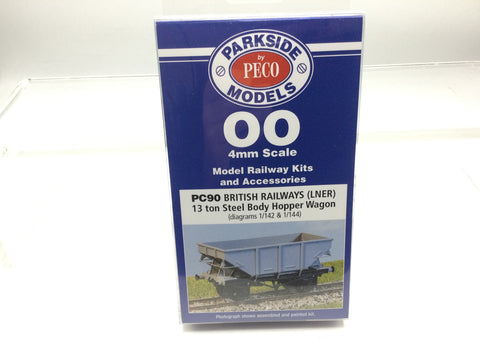 PARKSIDE
by
PECO
MODELS
OO
4mm Scale
Model Railway Kits
and Accessories
PC90 BRITISH RAILWAYS (LNER)
13 ton Steel Body Hopper Wagon
(diagrams 1/142 & 1/144)
Photograph shows assembled and painted kit.